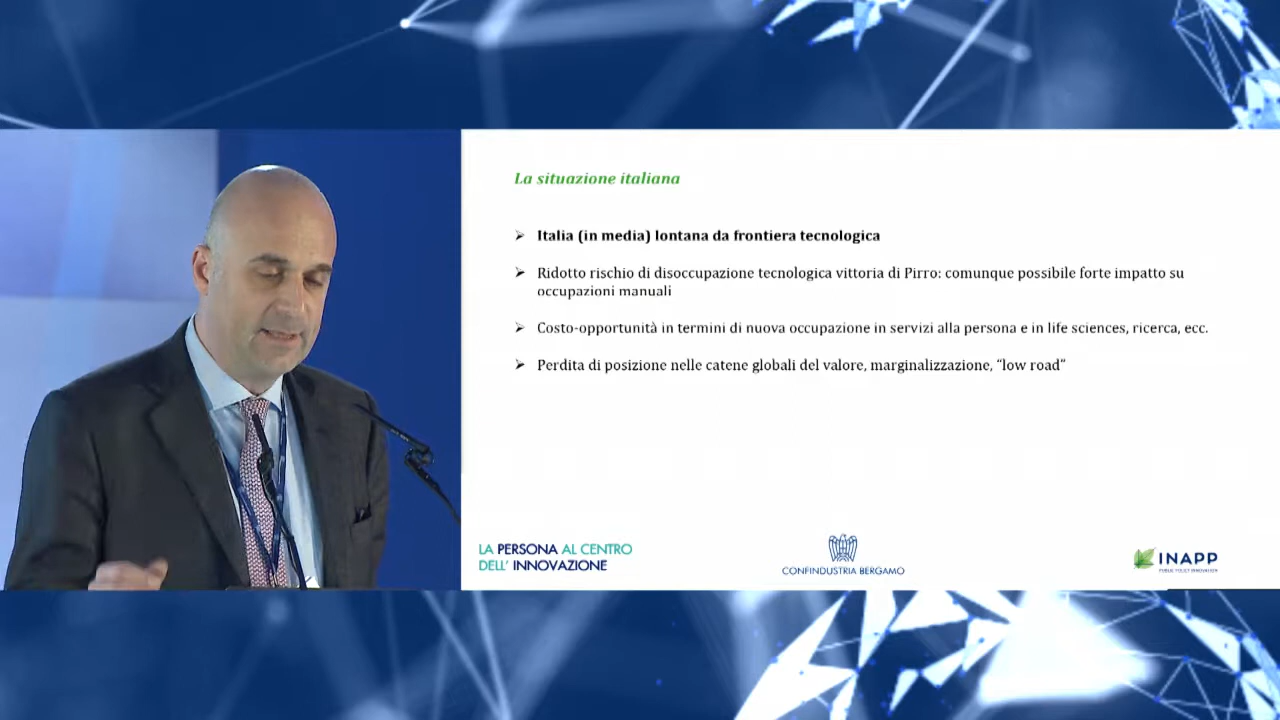 La situazione italiana
➢ Italia (in media) lontana da frontiera tecnologica
➢ Ridotto rischio di disoccupazione tecnologica vittoria di Pirro: comunque possibile forte impatto su
occupazioni manuali
➢ Costo-opportunità in termini di nuova occupazione in servizi alla persona e in life sciences, ricerca, ecc.
➢ Perdita di posizione nelle catene globali del valore, marginalizzazione, “low road”
LA PERSONA AL CENTRO
DELL' INNOVAZIONE
CONFINDUSTRIA BERGAMO
INAPP
PUBLIC POLICY INNOVATION